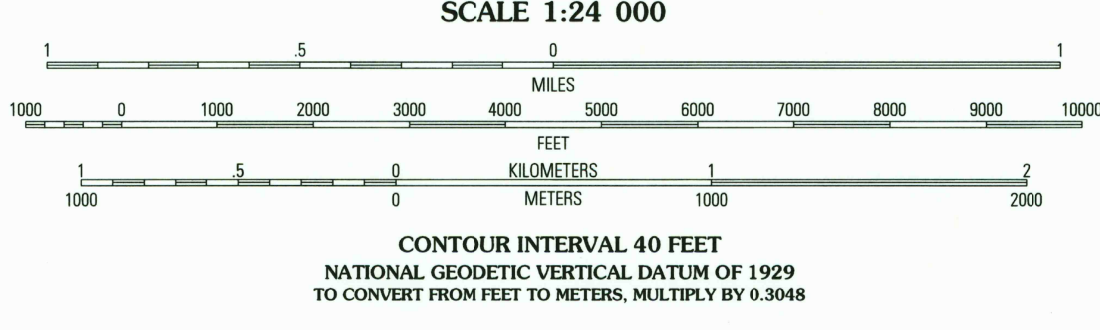 SCALE 1:24 000
1 .5 0 1
MILES
1000 0 1000 2000 3000 4000 5000 6000 7000 8000 9000 10000
FEET
1 .5 0 KILOMETERS 1 2
1000 0 METERS 1000 2000
CONTOUR INTERVAL 40 FEET
NATIONAL GEODETIC VERTICAL DATUM OF 1929
TO CONVERT FROM FEET TO METERS, MULTIPLY BY 0.3048